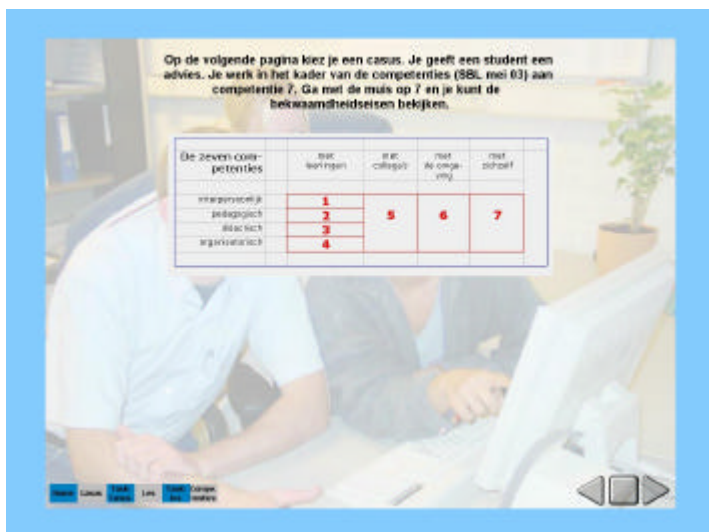 Op de volgende pagina kiez je een casus. Je geeft een student een
advies. Je werk in het kader van de competenties (SBL mei 03) aan
competentie 7. Ga met de muis op 7 en je kunt de
bekwaamdheidseisen bekijken.
De zeven com- met met met met
petenties leerlingen collega's de omge- zichzelf
ving
interpersoonlijk 1
pedagogisch 2 5 6 7
didactisch 3
organisatorisch 4
Casus Les